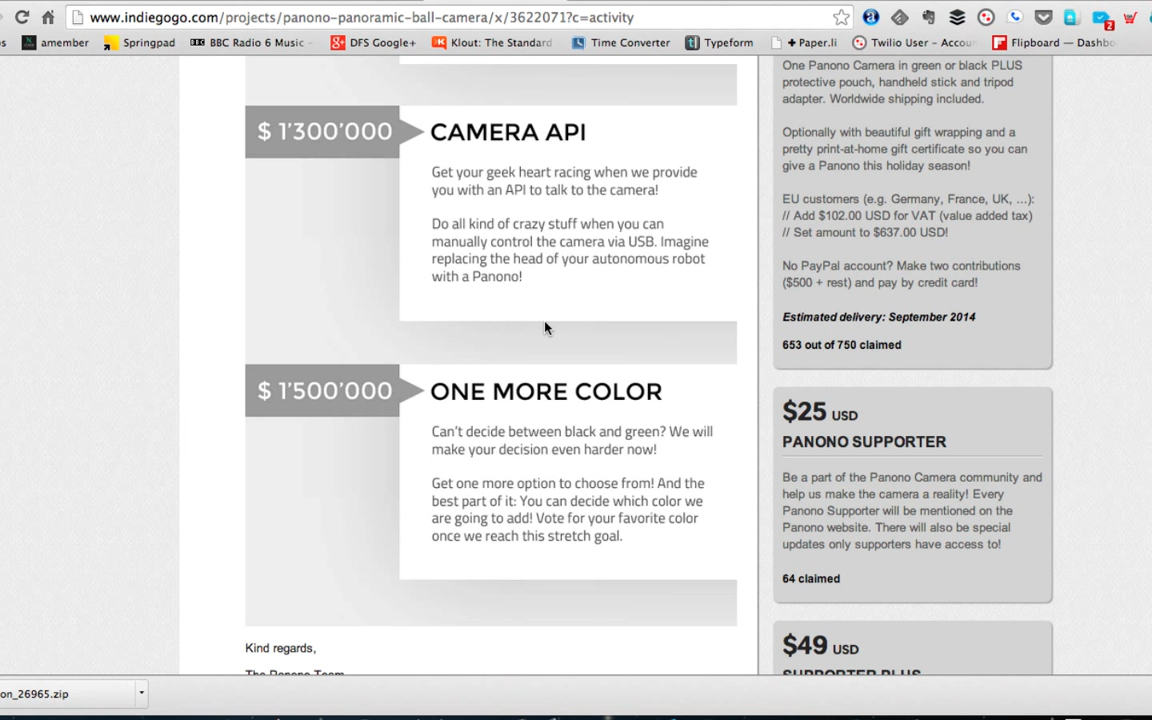 www.indiegogo.com/projects/panono-panoramic-ball-camera/x/3622071?c=activity
2
amember
Springpad
BBC Radio 6 Music -
DFS Google+
Klout: The Standard
Time Converter
Typeform
+ Paper.li
Twilio User - Accou
Flipboard — Dashbo
$ 1'300'000
CAMERA API
Get your geek heart racing when we provide
you with an API to talk to the camera!
Do all kind of crazy stuff when you can
manually control the camera via USB. Imagine
replacing the head of your autonomous robot
with a Panono!
$ 1'500'000
ONE MORE COLOR
Can't decide between black and green? We will
make your decision even harder now!
Get one more option to choose from! And the
best part of it: You can decide which color we
are going to add! Vote for your favorite color
once we reach this stretch goal.
Kind regards,
The Panono Team
One Panono Camera in green or black PLUS
protective pouch, handheld stick and tripod
adapter. Worldwide shipping included.
Optionally with beautiful gift wrapping and a
pretty print-at-home gift certificate so you can
give a Panono this holiday season!
EU customers (e.g. Germany, France, UK, ...):
// Add $102.00 USD for VAT (value added tax)
// Set amount to $637.00 USD!
No PayPal account? Make two contributions
($500 + rest) and pay by credit card!
Estimated delivery: September 2014
653 out of 750 claimed
$25 USD
PANONO SUPPORTER
Be a part of the Panono Camera community and
help us make the camera a reality! Every
Panono Supporter will be mentioned on the
Panono website. There will also be special
updates only supporters have access to!
64 claimed
$49 USD
SUPPORTER PLUS
on_26965.zip